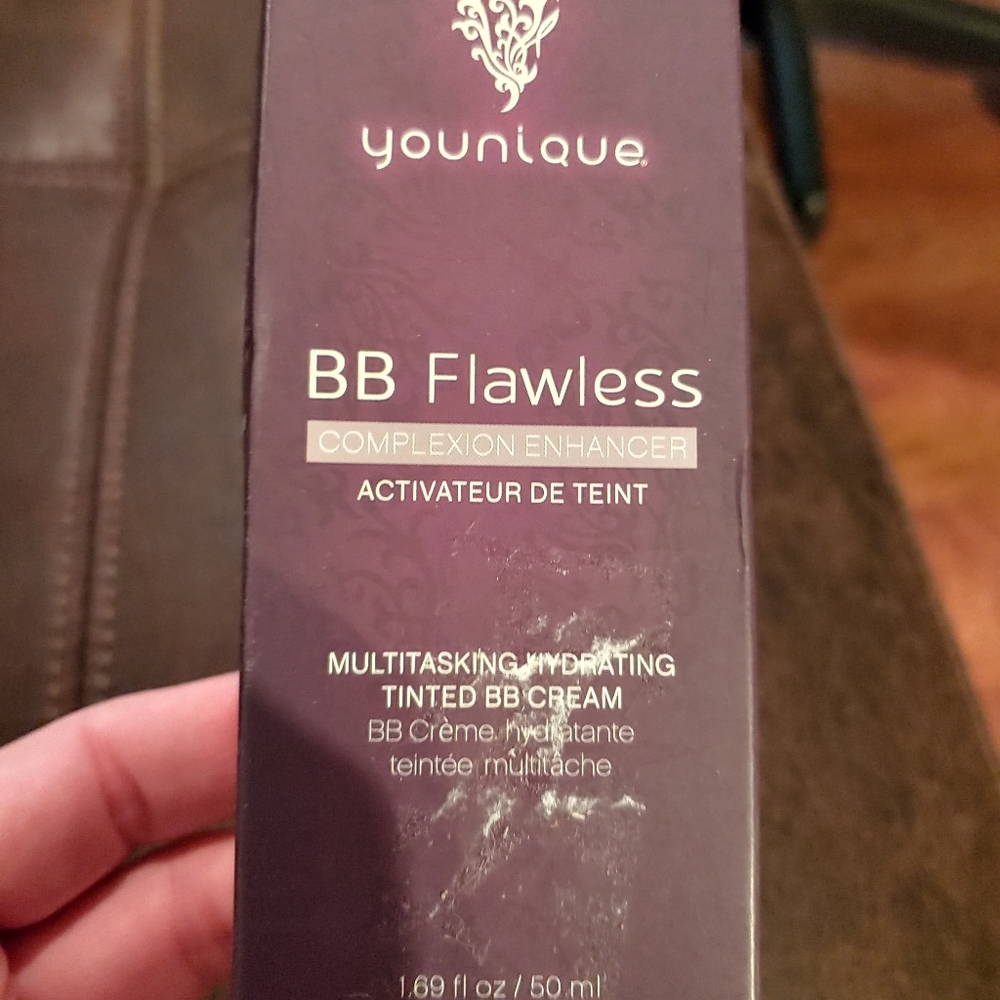 younique®
BB Flawless
COMPLEXION ENHANCER
ACTIVATEUR DE TEINT
MULTITASKING HYDRATING
TINTED BB CREAM
BB Crème hydratante
teintée multitâche
1.69 fl oz / 50 ml